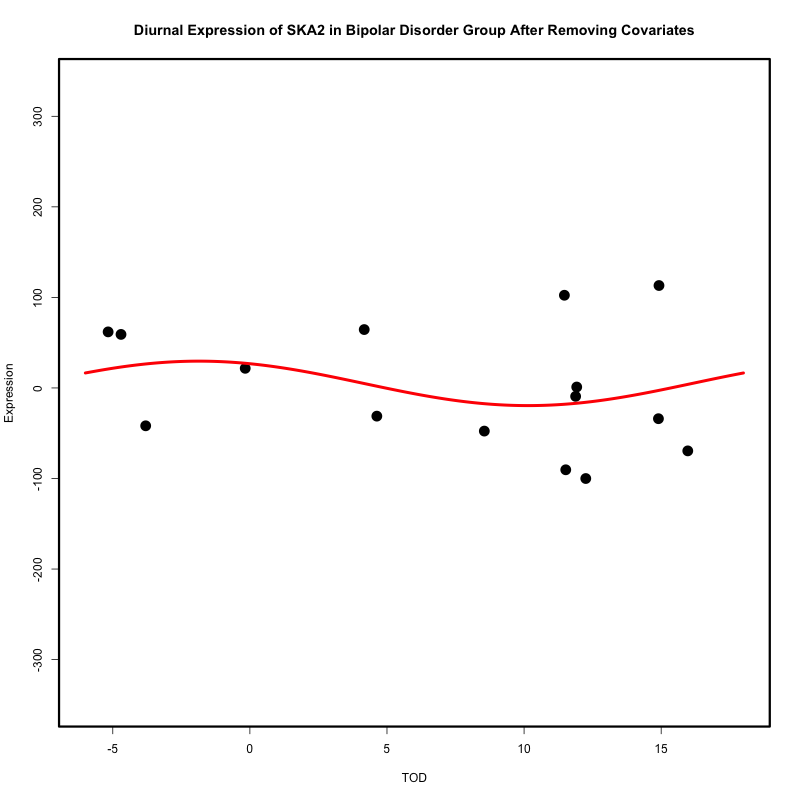 Diurnal Expression of SKA2 in Bipolar Disorder Group After Removing Covariates
Expression
300
200
100
0
-100
-200
-300
-5 0 5 10 15
TOD